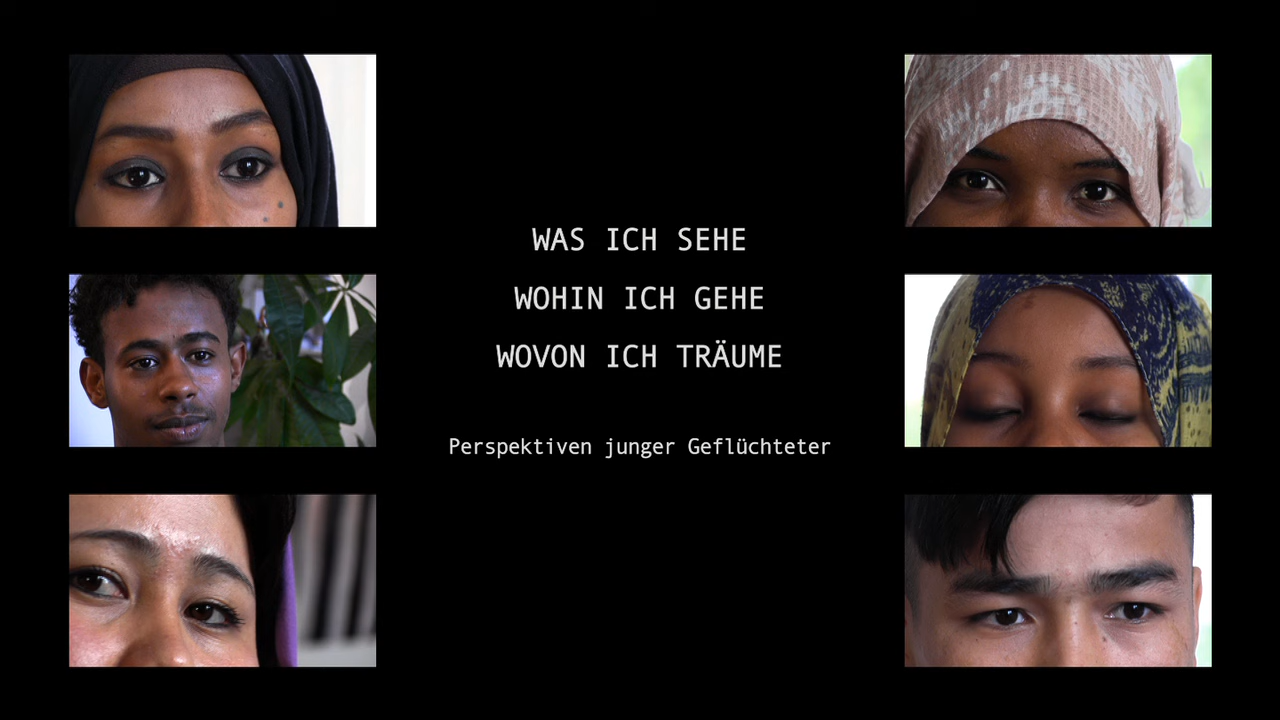 WAS ICH SEHE
WOHIN ICH GEHE
WOVON ICH TRÄUME
Perspektiven junger Geflüchteter